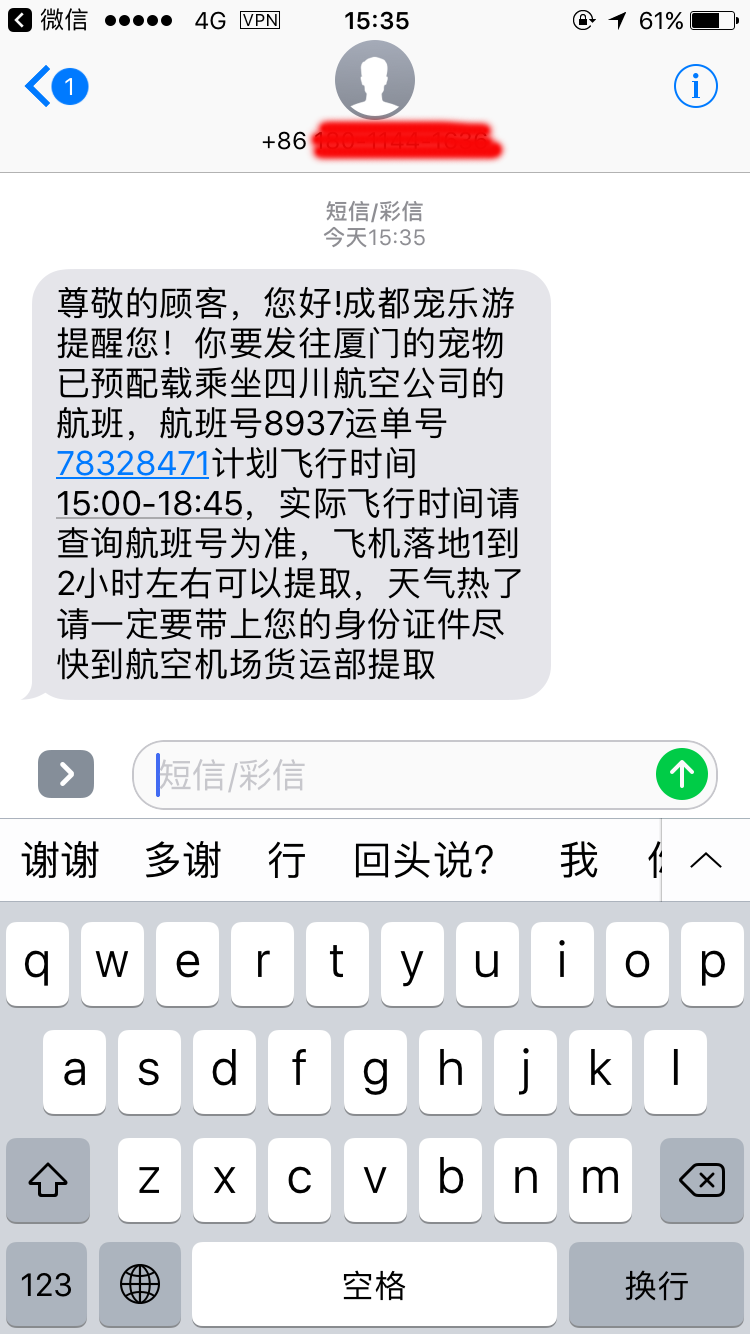 微信 4G VPN 15:35 61%
1
+86
短信/彩信
今天15:35
尊敬的顾客，您好!成都宠乐游
提醒您！你要发往厦门的宠物
已预配载乘坐四川航空公司的
航班，航班号8937运单号
78328471计划飞行时间
15:00-18:45，实际飞行时间请
查询航班号为准，飞机落地1到
2小时左右可以提取，天气热了
请一定要带上您的身份证件尽
快到航空机场货运部提取
短信/彩信
谢谢 多谢 行 回头说? 我
q w e r t y u i o p
a s d f g h j k l
z x c v b n m
123 空格 换行